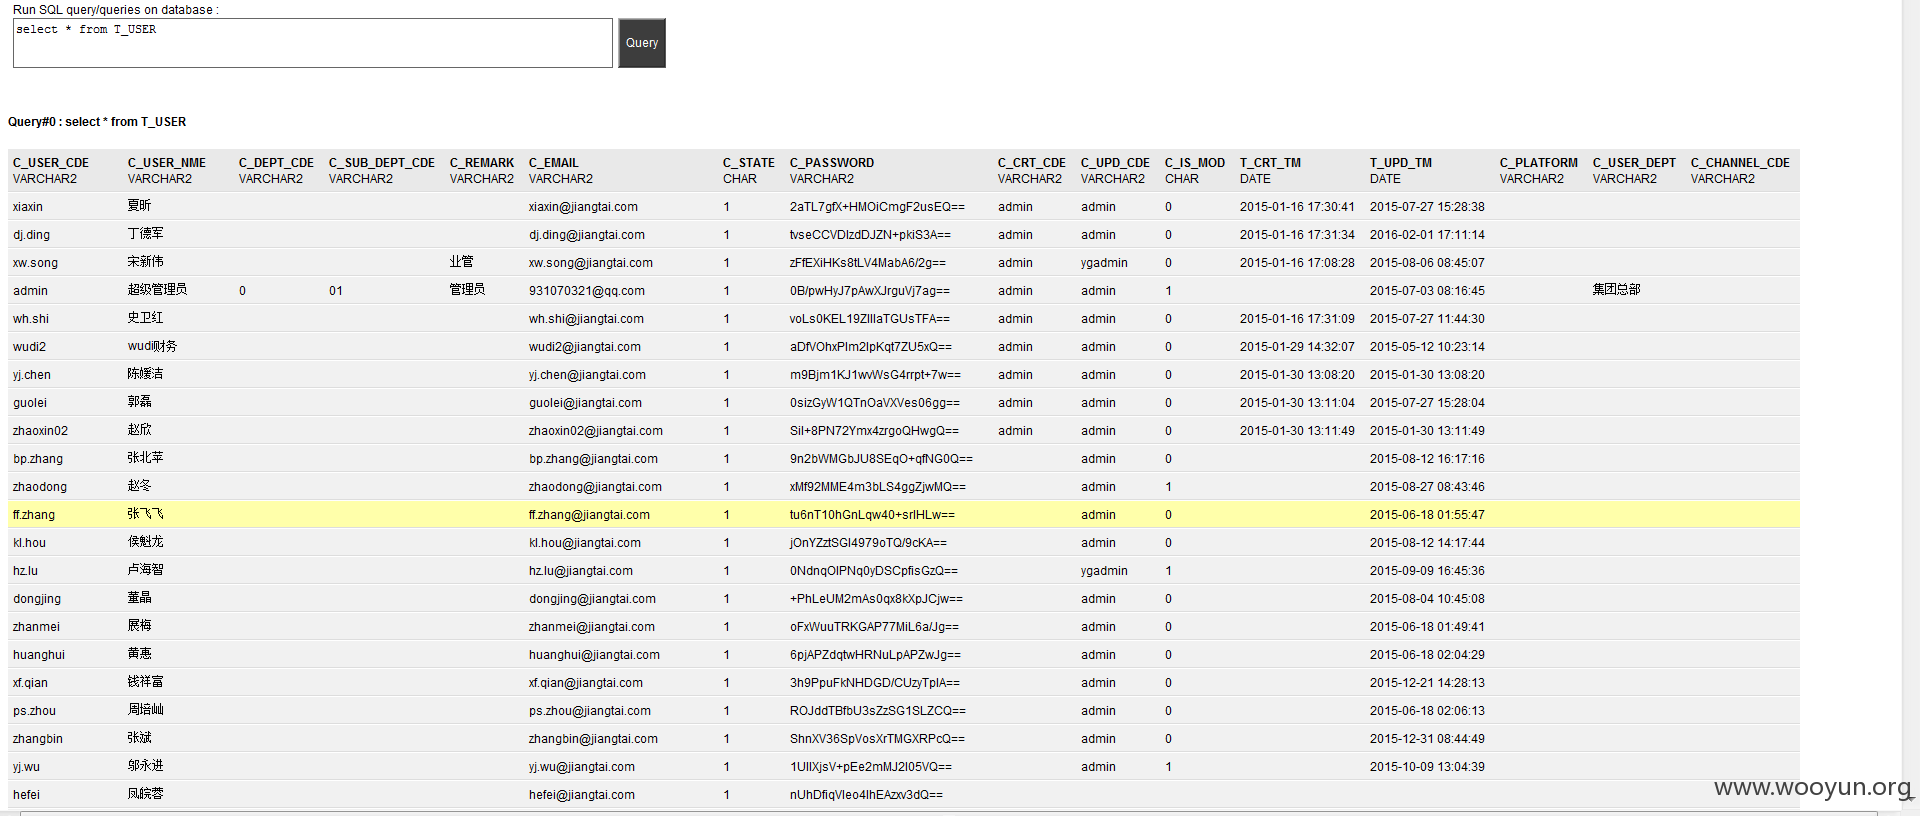 Run SQL query/queries on database :
select * from T_USER
Query
Query#0 : select * from T_USER
C_USER_CDE C_USER_NME C_DEPT_CDE C_SUB_DEPT_CDE C_REMARK C_EMAIL C_STATE C_PASSWORD C_CRT_CDE C_UPD_CDE C_IS_MOD T_CRT_TM T_UPD_TM C_PLATFORM C_USER_DEPT C_CHANNEL_CDE
VARCHAR2 VARCHAR2 VARCHAR2 VARCHAR2 VARCHAR2 VARCHAR2 CHAR VARCHAR2 VARCHAR2 VARCHAR2 CHAR DATE DATE VARCHAR2 VARCHAR2 VARCHAR2
xiaxin 夏昕 xiaxin@jiangtai.com 1 2aTL7gfX+HMOiCmgF2usEQ== admin admin 0 2015-01-16 17:30:41 2015-07-27 15:28:38
dj.ding 丁德军 dj.ding@jiangtai.com 1 tvseCCVDIzdDJZN+pkiS3A== admin admin 0 2015-01-16 17:31:34 2016-02-01 17:11:14
xw.song 宋新伟 业管 xw.song@jiangtai.com 1 zFfEXiHKs8tLV4MabA6/2g== admin ygadmin 0 2015-01-16 17:08:28 2015-08-06 08:45:07
admin 超级管理员 0 01 管理员 931070321@qq.com 1 0B/pwHyJ7pAwXJrguVj7ag== admin admin 1 2015-07-03 08:16:45 集团总部
wh.shi 史卫红 wh.shi@jiangtai.com 1 voLs0KEL19ZIIIaTGUsTFA== admin admin 0 2015-01-16 17:31:09 2015-07-27 11:44:30
wudi2 wudi财务 wudi2@jiangtai.com 1 aDfVOhxPIm2IpKqt7ZU5xQ== admin admin 0 2015-01-29 14:32:07 2016-05-12 10:23:14
yj.chen 陈媛洁 yj.chen@jiangtai.com 1 m9Bjm1KJ1wvWsG4rrpt+7w== admin admin 0 2015-01-30 13:08:20 2015-01-30 13:08:20
guolei 郭磊 guolei@jiangtai.com 1 0sizGyW1QTnOaVXVes06gg== admin admin 0 2015-01-30 13:11:04 2015-07-27 15:28:04
zhaoxin02 赵欣 zhaoxin02@jiangtai.com 1 SiI+8PN72Ymx4zrgoQHwgQ== admin admin 0 2015-01-30 13:11:49 2015-01-30 13:11:49
bp.zhang 张北苹 bp.zhang@jiangtai.com 1 9n2bWMGbJU8SEqO+qfNG0Q== admin 0 2015-08-12 16:17:16
zhaodong 赵冬 zhaodong@jiangtai.com 1 xMf92MME4m3bLS4ggZjwMQ== admin 1 2015-08-27 08:43:46
ff.zhang 张飞飞 ff.zhang@jiangtai.com 1 tu6nT10hGnLqw40+srIHLw== admin 0 2015-06-18 01:55:47
kl.hou 侯魁龙 kl.hou@jiangtai.com 1 jOnYZztSGI4979oTQ/9cKA== admin 0 2015-08-12 14:17:44
hz.lu 卢海智 hz.lu@jiangtai.com 1 0NdnqOIPNq0yDSCpfisGzQ== ygadmin 1 2015-09-09 16:45:36
dongjing 董晶 dongjing@jiangtai.com 1 +PhLeUM2mAs0qx8kXpJCjw== admin 0 2015-08-04 10:45:08
zhanmei 展梅 zhanmei@jiangtai.com 1 oFxWuuTRKGAP77MiL6a/Jg== admin 0 2015-06-18 01:49:41
huanghui 黄惠 huanghui@jiangtai.com 1 6pjAPZdqtwHRNuLpAPZwJg== admin 0 2015-06-18 02:04:29
xf.qian 钱祥富 xf.qian@jiangtai.com 1 3h9PpuFkNHDGD/CUzyTpIA== admin 0 2015-12-21 14:28:13
ps.zhou 周培屾 ps.zhou@jiangtai.com 1 ROJddTBfbU3sZzSG1SLZCQ== admin 0 2015-06-18 02:06:13
zhangbin 张斌 zhangbin@jiangtai.com 1 ShnXV36SpVosXrTMGXRPcQ== admin 0 2015-12-31 08:44:49
yj.wu 邬永进 yj.wu@jiangtai.com 1 1UIIXjsV+pEe2mMJ2I05VQ== admin 1 2015-10-09 13:04:39
hefei 凤皖蓉 hefei@jiangtai.com 1 nUhDfiqVIeo4IhEAzxv3dQ==
www.wooyun.org